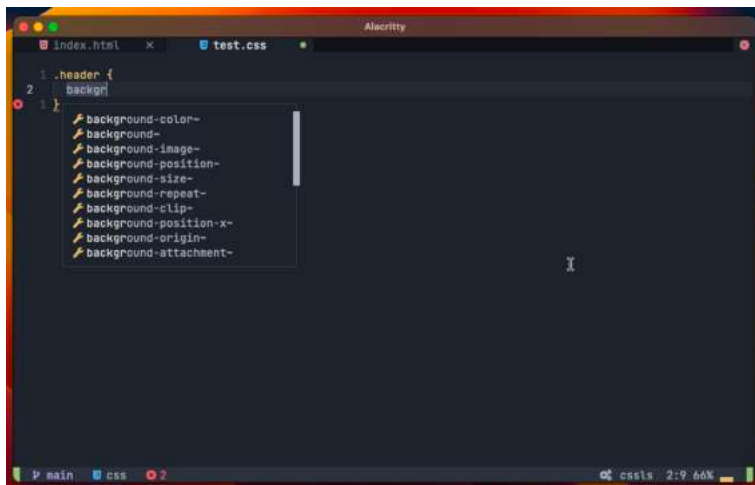 Alacritty
index.html × test.css
1 .header {
2 backgr
1 }
background-color~
background~
background-image~
background-position~
background-size~
background-repeat~
background-clip~
background-position-x~
background-origin~
background-attachment~
main css 2 cssls 2:9 66%